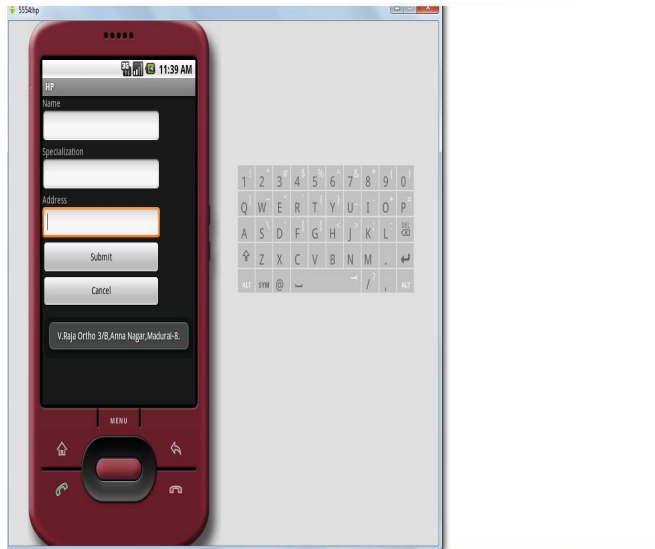 5554:hp
11:39 AM
HP
Name
Specialization
Address
Submit
Cancel
V.Raja Ortho 3/B,Anna Nagar,Madurai-8.
MENU
1 2 3 4 5 6 7 8 9 0
Q W E R T Y U I O P
A S D F G H J K L DEL
Z X C V B N M .
ALT SYM @ / , ALT